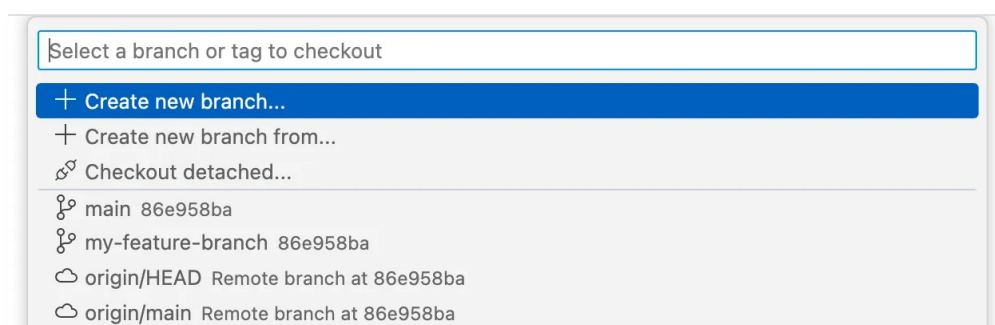 Select a branch or tag to checkout
+ Create new branch...
+ Create new branch from...
Checkout detached...
main 86e958ba
my-feature-branch 86e958ba
origin/HEAD Remote branch at 86e958ba
origin/main Remote branch at 86e958ba